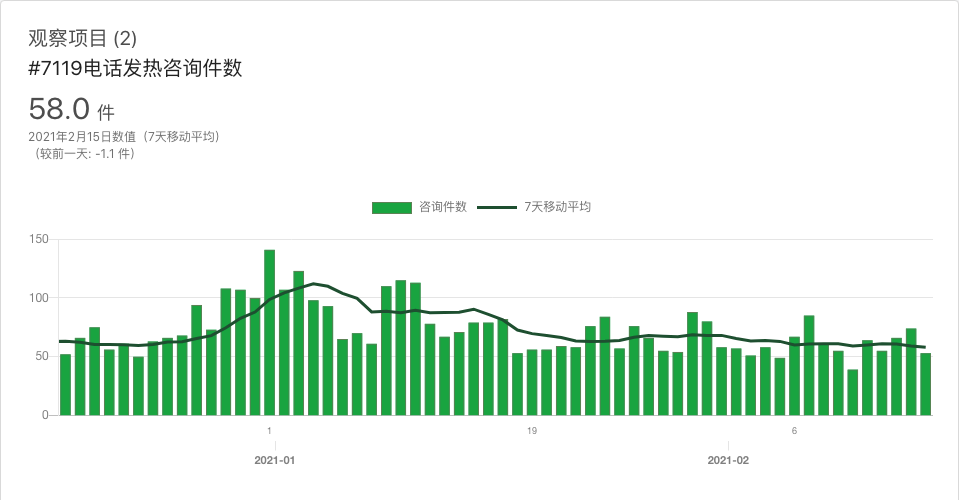 观察项目 (2)
#7119电话发热咨询件数
58.0 件
2021年2月15日数值（7天移动平均）
（较前一天: -1.1 件）
咨询件数 7天移动平均
150
100
50
0
1 19 6
2021-01 2021-02